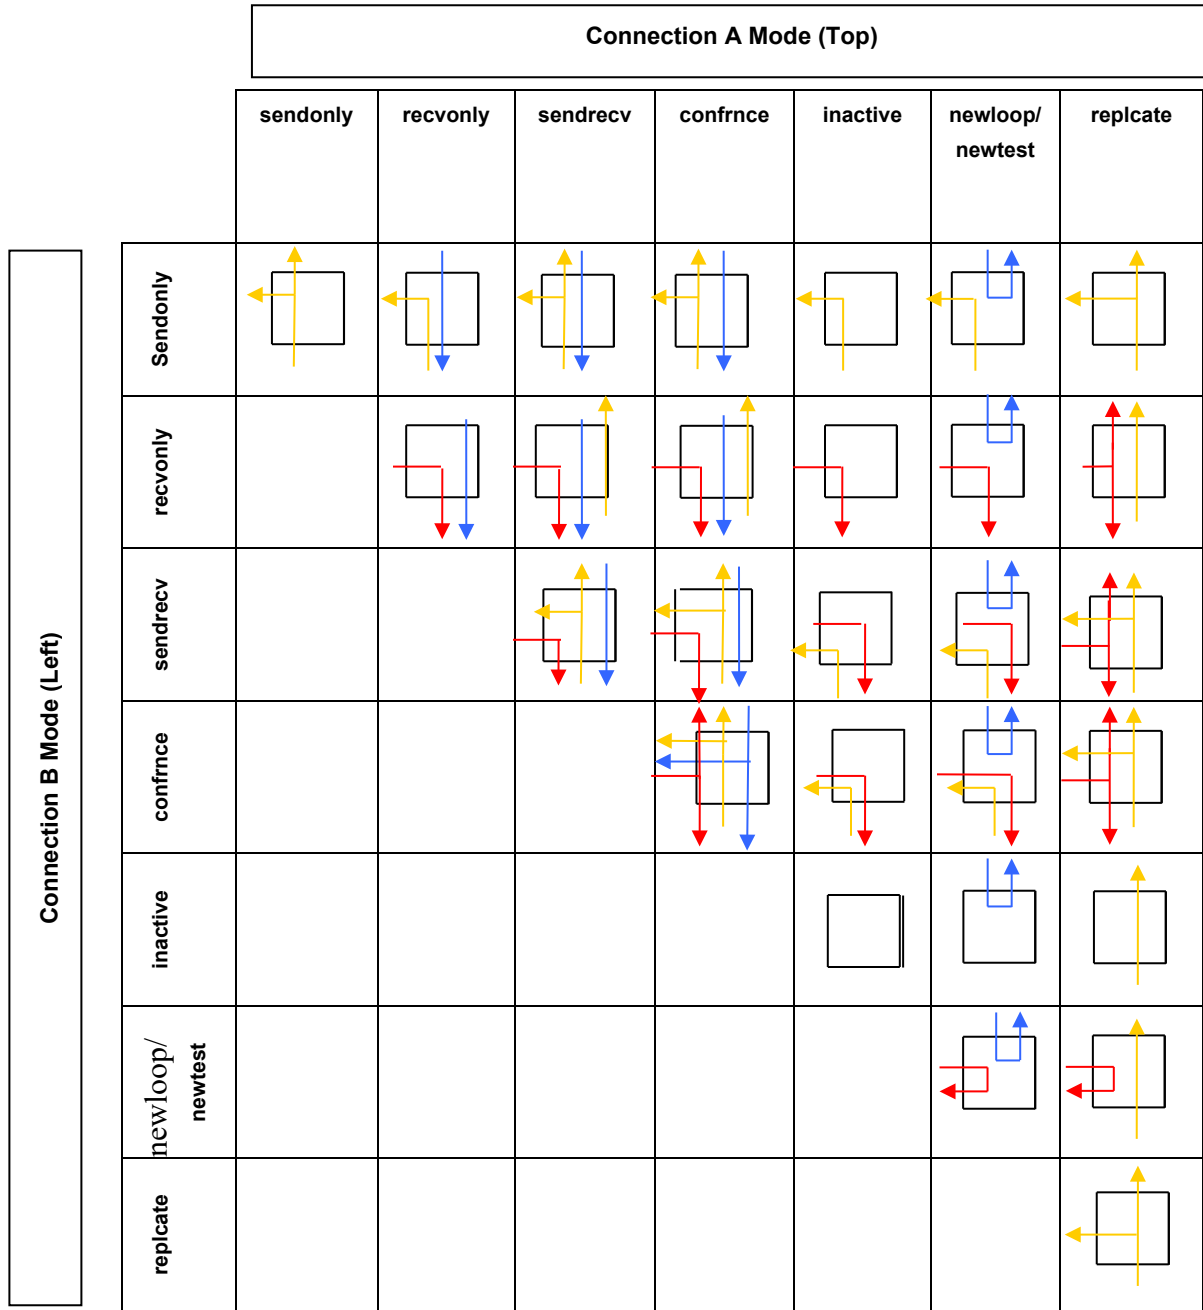 Connection A Mode (Top)
sendonly
recvonly
sendrecv
confrnce
inactive
newloop/
newtest
replcate
Connection B Mode (Left)
Sendonly
recvonly
sendrecv
confrnce
inactive
newloop/
newtest
replcate